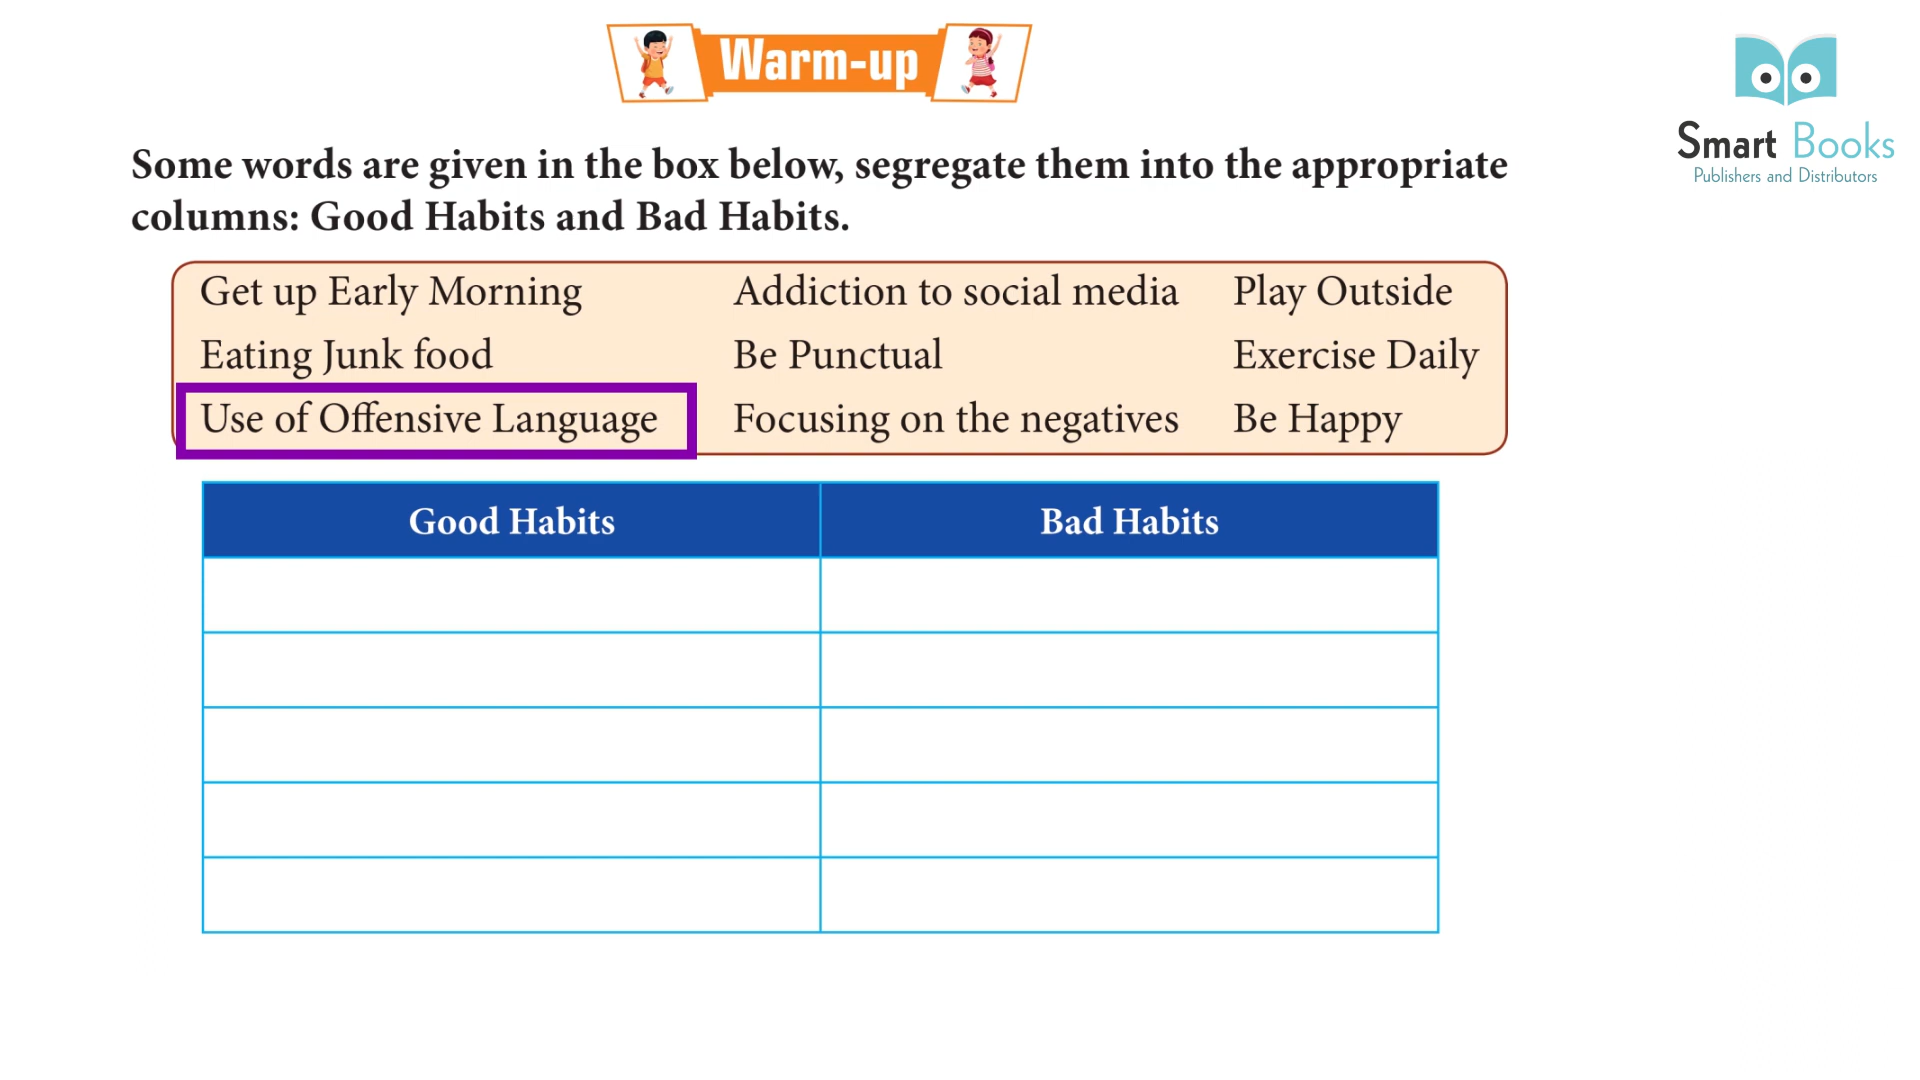 Warm-up
Smart Books
Publishers and Distributors
Some words are given in the box below, segregate them into the appropriate
columns: Good Habits and Bad Habits.
Get up Early Morning Addiction to social media Play Outside
Eating Junk food Be Punctual Exercise Daily
Use of Offensive Language Focusing on the negatives Be Happy
Good Habits Bad Habits